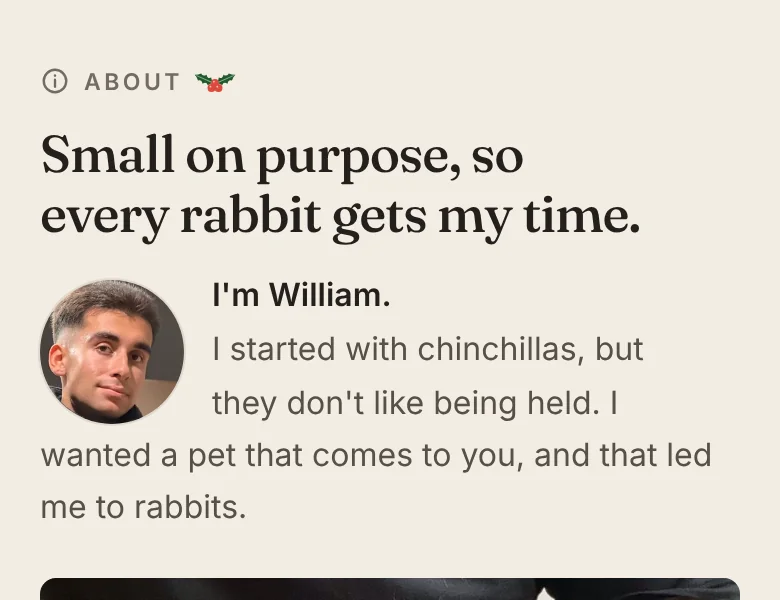 ABOUT
Small on purpose, so
every rabbit gets my time.
I'm William.
I started with chinchillas, but
they don't like being held. I
wanted a pet that comes to you, and that led
me to rabbits.